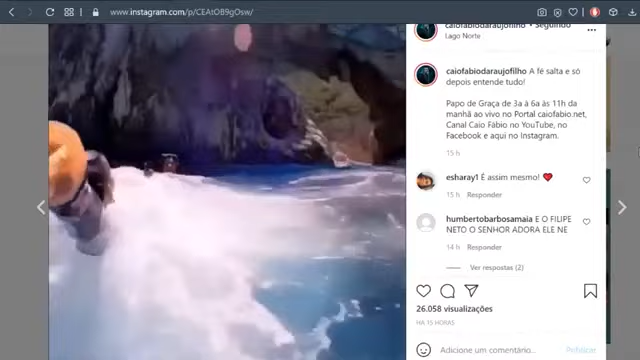 www.instagram.com/p/CEAtOB9gOsw/
caiofabiodaraujofilho • Seguindo
Lago Norte
caiofabiodaraujofilho A fé salta e só
depois entende tudo!
Papo de Graça de 3a à 6a às 11h da
manhã ao vivo no Portal caiofabio.net,
Canal Caio Fábio no YouTube, no
Facebook e aqui no Instagram.
15 h
esharay1 É assim mesmo! ❤
15 h Responder
humbertobarbosamaia E O FILIPE
NETO O SENHOR ADORA ELE NE
14 h Responder
Ver respostas (2)
26.058 visualizações
HÁ 15 HORAS
Adicione um comentário...
Publicar